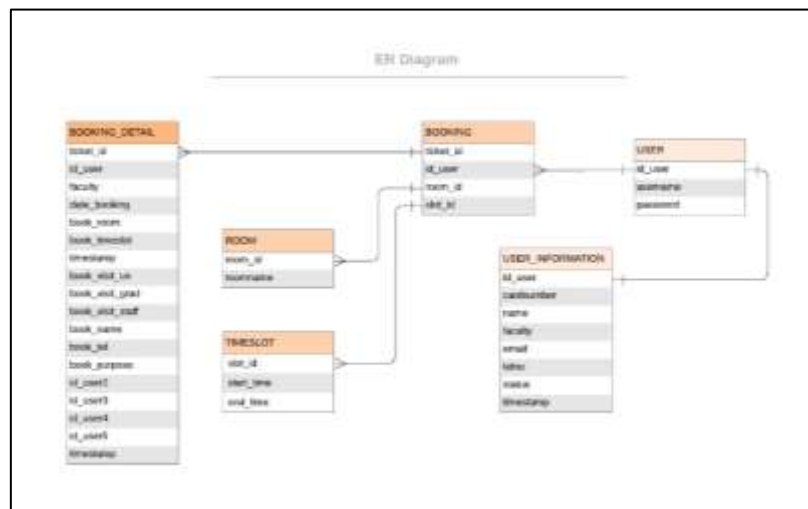 ER Diagram
BOOKING_DETAIL
ticket_id
id_user
faculty
date_booking
book_room
book_timeslot
timestamp
book_visit_grad
book_visit_staff
book_name
book_tel
book_purpose
id_user2
id_user3
id_user4
id_user5
timestamp
BOOKING
ticket_id
id_user
room_id
slot_id
ROOM
room_id
roomname
TIMESLOT
slot_id
start_time
end_time
USER
id_user
username
password
USER_INFORMATION
id_user
cardnumber
name
faculty
email
status
timestamp